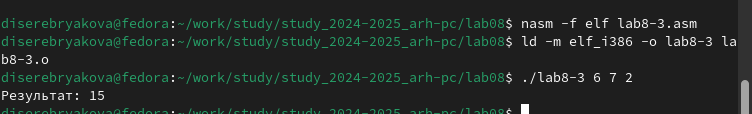 diserebryakova@fedora:~/work/study/study_2024-2025_arh-pc/lab08$ nasm -f elf lab8-3.asm
diserebryakova@fedora:~/work/study/study_2024-2025_arh-pc/lab08$ ld -m elf_i386 -o lab8-3 la
b8-3.o
diserebryakova@fedora:~/work/study/study_2024-2025_arh-pc/lab08$ ./lab8-3 6 7 2
Результат: 15
diserebryakova@fedora:~/work/study/study_2024-2025_arh-pc/lab08$